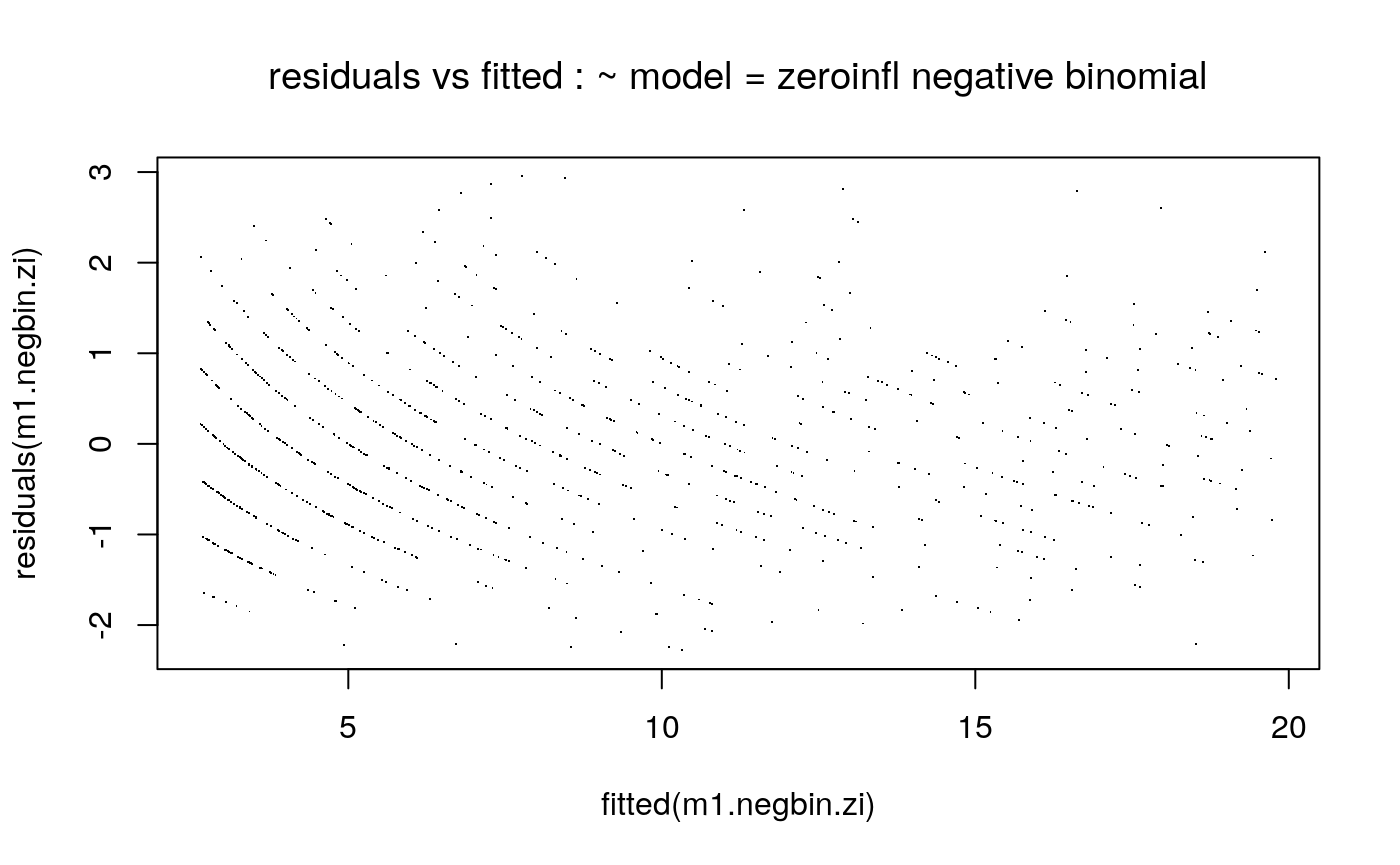 residuals vs fitted : ~ model = zeroinfl negative binomial
residuals(m1.negbin.zi)
3
2
1
0
-1
-2
5 10 15 20
fitted(m1.negbin.zi)